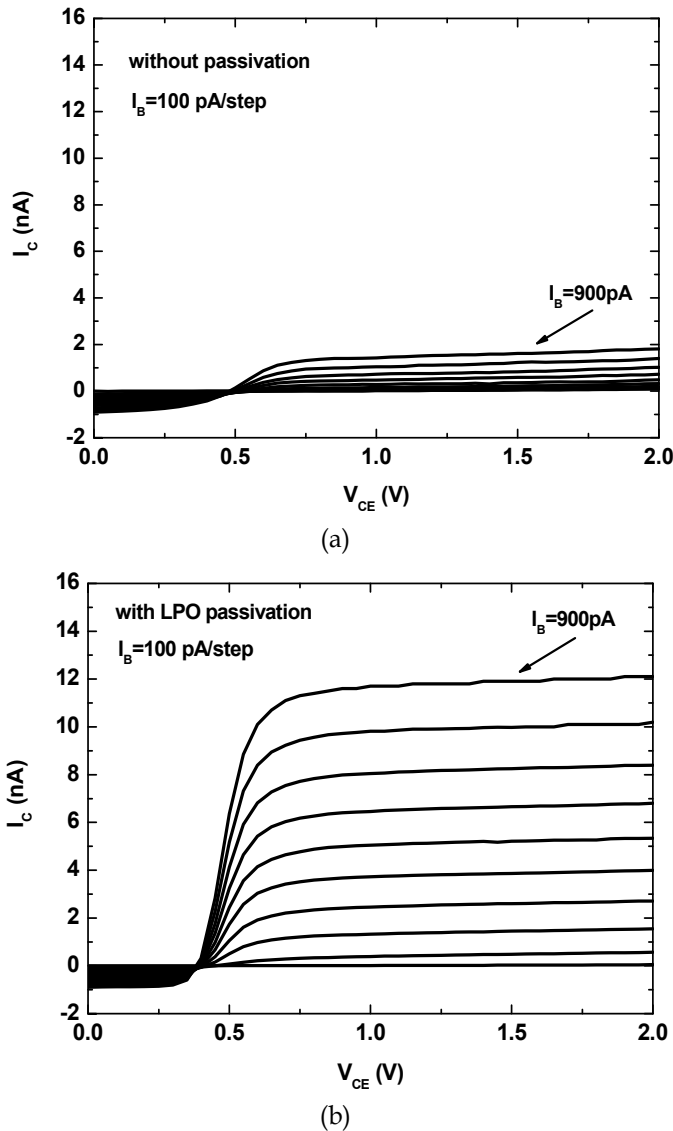 16
14
12
10
8
6
4
2
0
-2
I_C (nA)
without passivation
I_B=100 pA/step
I_B=900pA
0.0 0.5 1.0 1.5 2.0
V_CE (V)
(a)
16
14
12
10
8
6
4
2
0
-2
I_C (nA)
with LPO passivation
I_B=100 pA/step
I_B=900pA
0.0 0.5 1.0 1.5 2.0
V_CE (V)
(b)